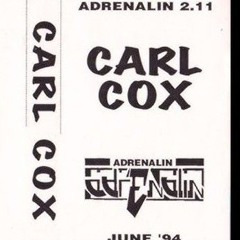 CARL COX
ADRENALIN 2.11
CARL
COX
ADRENALIN
adrEnalin
JUNE '94